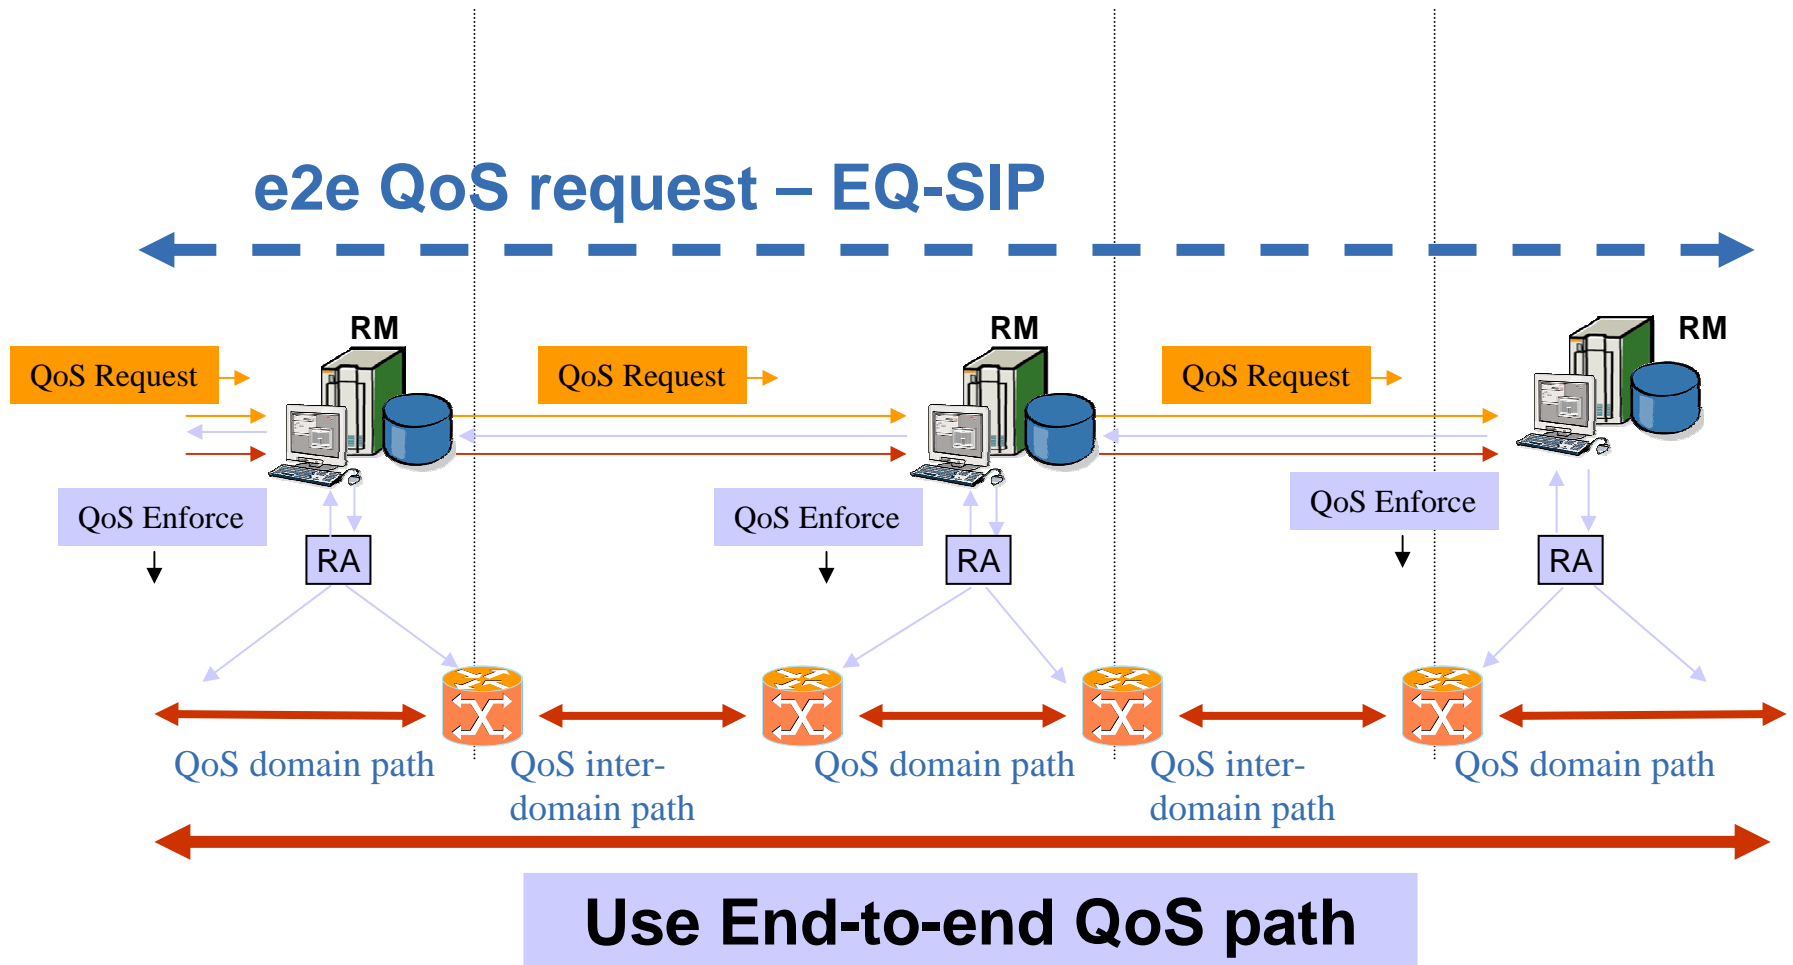 e2e QoS request – EQ-SIP
RM
RM
RM
QoS Request
QoS Request
QoS Request
QoS Enforce
QoS Enforce
QoS Enforce
RA
RA
RA
QoS domain path
QoS inter-
domain path
QoS domain path
QoS inter-
domain path
QoS domain path
Use End-to-end QoS path